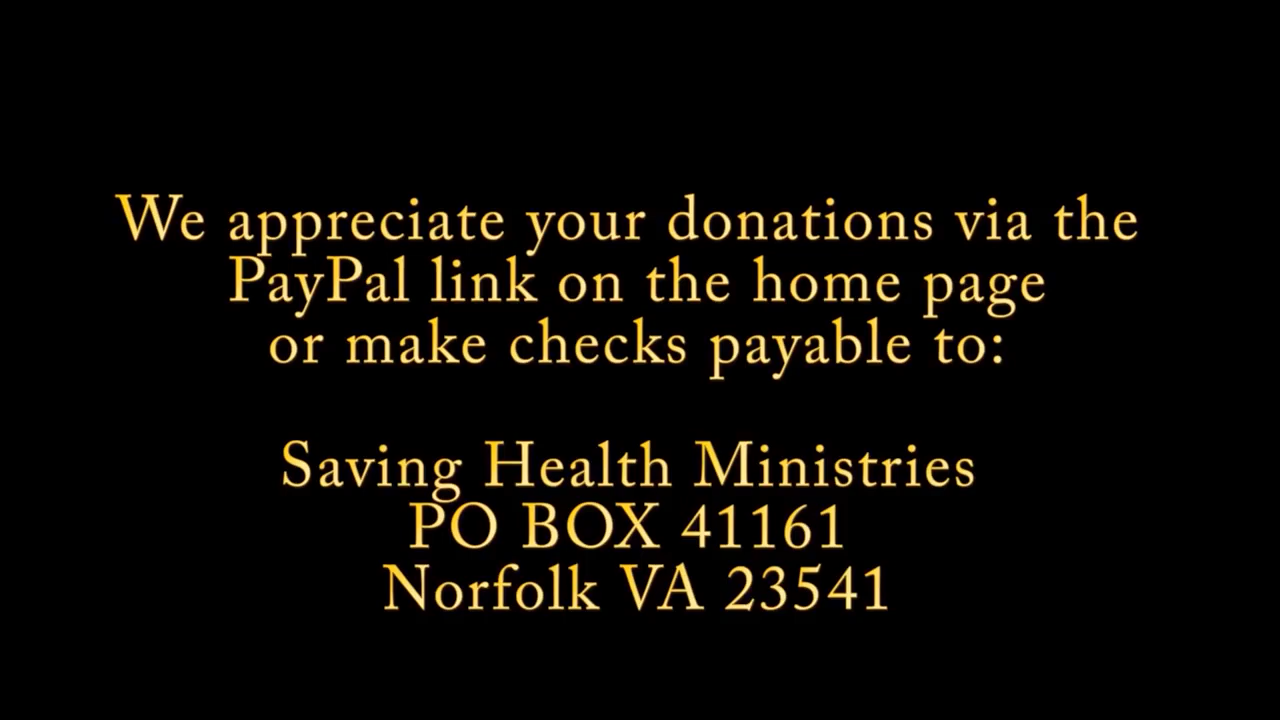 We appreciate your donations via the
PayPal link on the home page
or make checks payable to:
Saving Health Ministries
PO BOX 41161
Norfolk VA 23541